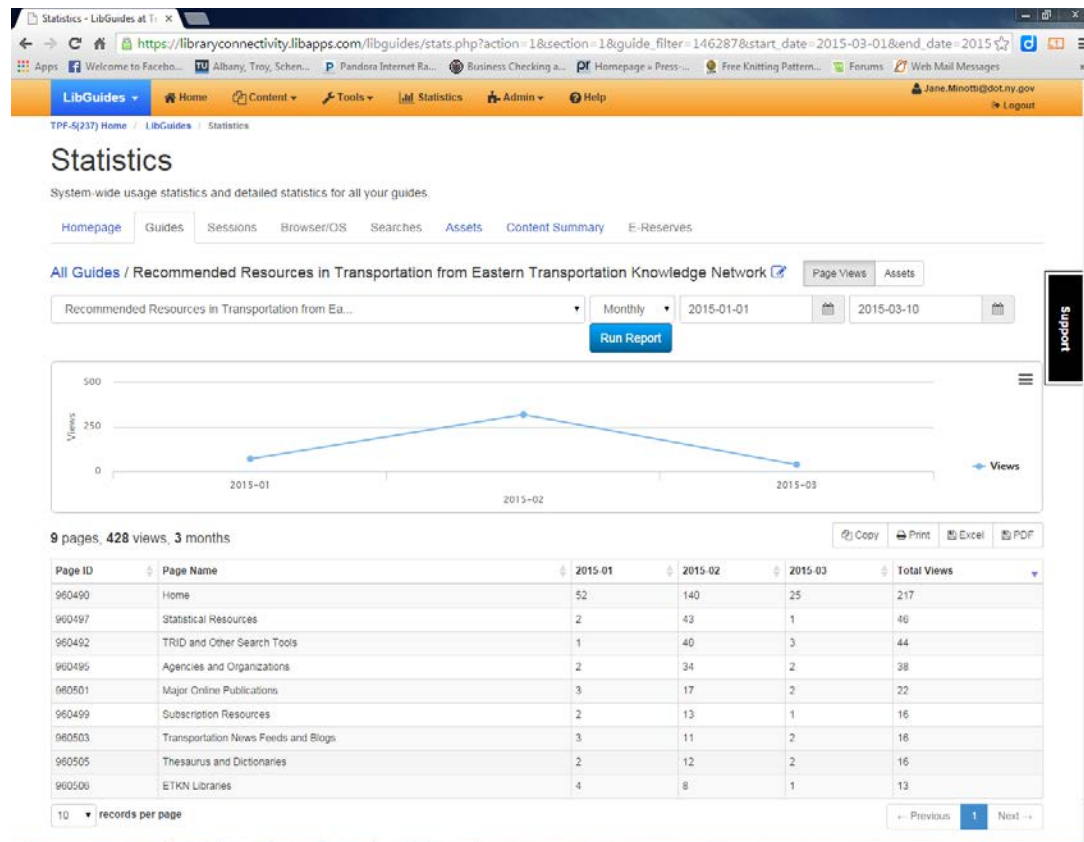 Statistics - LibGuides at T
https://libraryconnectivity.libapps.com/libguides/stats.php?action=1&section=1&guide_filter=146287&start_date=2015-03-01&end_date=2015
Apps Welcome to Facebo... Albany, Troy, Schen... Pandora Internet Ra... Business Checking a... Homepage « Press-... Free Knitting Pattern... Forums Web Mail Messages
LibGuides Home Content Tools Statistics Admin Help Jane.Minotti@dot.ny.gov
Logout
TPF-5(237) Home / LibGuides / Statistics
Statistics
System-wide usage statistics and detailed statistics for all your guides.
Homepage Guides Sessions Browser/OS Searches Assets Content Summary E-Reserves
All Guides / Recommended Resources in Transportation from Eastern Transportation Knowledge Network Page Views Assets
Recommended Resources in Transportation from Ea... Monthly 2015-01-01 2015-03-10
Run Report
Support
500
250
0
Views
Views
2015-01
2015-02
2015-03
9 pages, 428 views, 3 months Copy Print Excel PDF
Page ID Page Name 2015-01 2015-02 2015-03 Total Views
960490 Home 52 140 25 217
960497 Statistical Resources 2 43 1 46
960492 TRID and Other Search Tools 1 40 3 44
960495 Agencies and Organizations 2 34 2 38
960501 Major Online Publications 3 17 2 22
960499 Subscription Resources 2 13 1 16
960503 Transportation News Feeds and Blogs 3 11 2 16
960505 Thesaurus and Dictionaries 2 12 2 16
960506 ETKN Libraries 4 8 1 13
10 records per page ← Previous 1 Next →